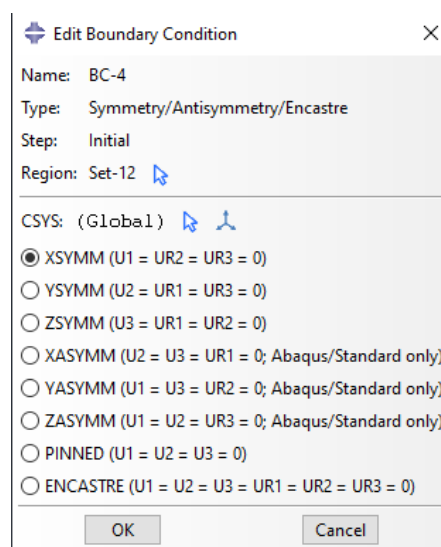 Edit Boundary Condition
Name: BC-4
Type: Symmetry/Antisymmetry/Encastre
Step: Initial
Region: Set-12
CSYS: (Global)
XSYMM (U1 = UR2 = UR3 = 0)
YSYMM (U2 = UR1 = UR3 = 0)
ZSYMM (U3 = UR1 = UR2 = 0)
XASYMM (U2 = U3 = UR1 = 0; Abaqus/Standard only)
YASYMM (U1 = U3 = UR2 = 0; Abaqus/Standard only)
ZASYMM (U1 = U2 = UR3 = 0; Abaqus/Standard only)
PINNED (U1 = U2 = U3 = 0)
ENCASTRE (U1 = U2 = U3 = UR1 = UR2 = UR3 = 0)
OK Cancel